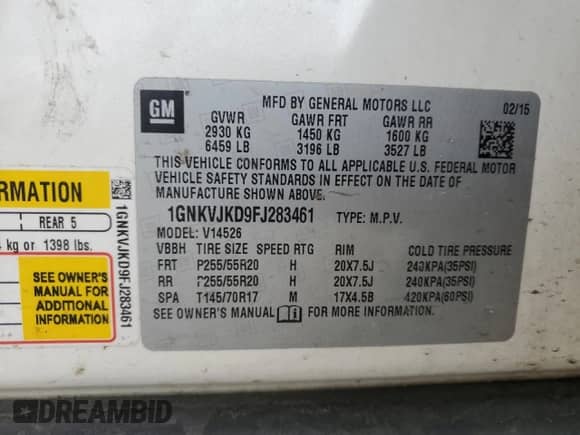 GM
MFD BY GENERAL MOTORS LLC 02/15
GVWR GAWR FRT GAWR RR
2930 KG 1450 KG 1600 KG
6459 LB 3196 LB 3527 LB
THIS VEHICLE CONFORMS TO ALL APPLICABLE U.S. FEDERAL MOTOR
VEHICLE SAFETY STANDARDS IN EFFECT ON THE DATE OF
MANUFACTURE SHOWN ABOVE.
1GNKVJKD9FJ283461 TYPE: M.P.V.
MODEL: V14526
VBBH TIRE SIZE SPEED RTG RIM COLD TIRE PRESSURE
FRT P255/55R20 H 20X7.5J 240KPA(35PSI)
RR P255/55R20 H 20X7.5J 240KPA(35PSI)
SPA T145/70R17 M 17X4.5B 420KPA(60PSI)
SEE OWNER'S MANUAL FOR MORE INFORMATION.
FORMATION
REAR 5
kg or 1398 lbs.
SEE OWNER'S
MANUAL FOR
ADDITIONAL
INFORMATION
1GNKVJKD9FJ283461
DREAMBID